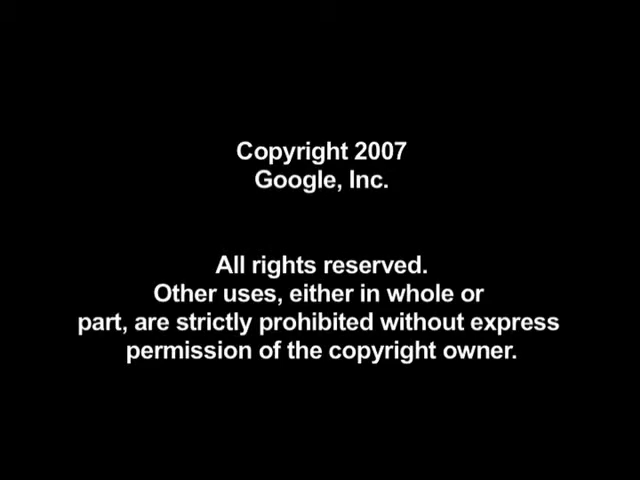 Copyright 2007
Google, Inc.
All rights reserved.
Other uses, either in whole or
part, are strictly prohibited without express
permission of the copyright owner.